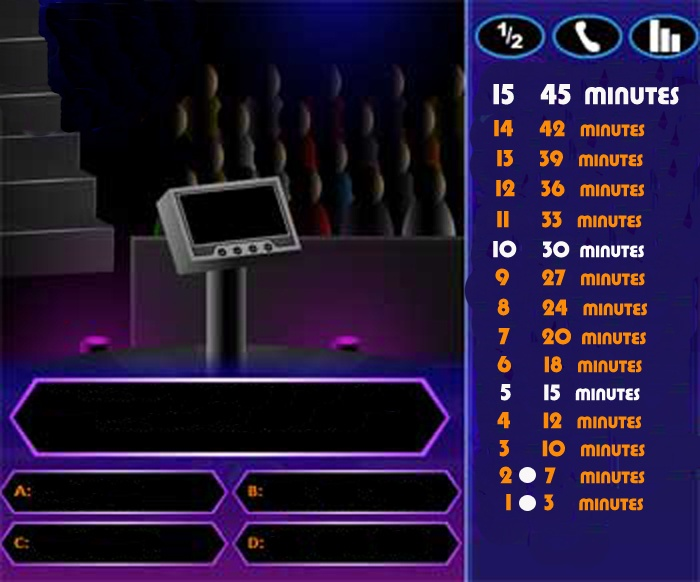 1/2
15 45 MINUTES
14 42 MINUTES
13 39 MINUTES
12 36 MINUTES
11 33 MINUTES
10 30 MINUTES
9 27 MINUTES
8 24 MINUTES
7 20 MINUTES
6 18 MINUTES
5 15 MINUTES
4 12 MINUTES
3 10 MINUTES
2 7 MINUTES
1 3 MINUTES
A: B:
C: D: